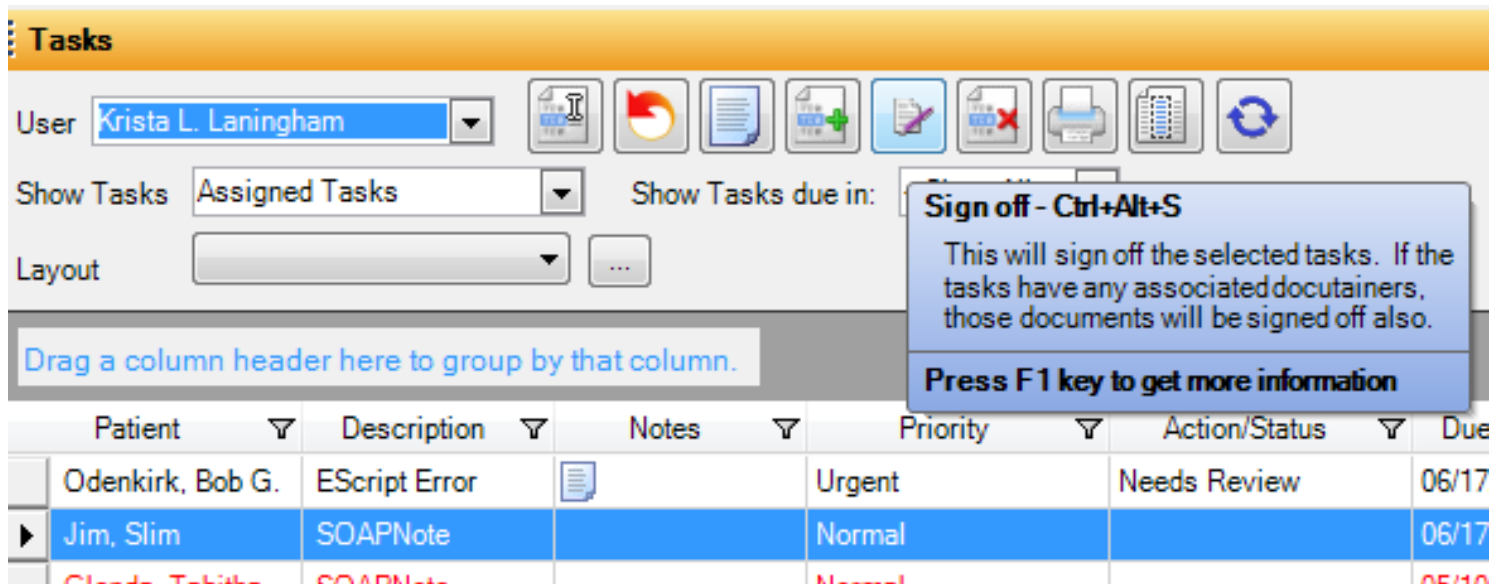 Tasks
User Krista L. Laningham
Show Tasks Assigned Tasks Show Tasks due in:
Sign off - Ctrl+Alt+S
This will sign off the selected tasks. If the
tasks have any associated docutainers,
those documents will be signed off also.
Press F1 key to get more information
Layout ...
Drag a column header here to group by that column.
Patient Description Notes Priority Action/Status Due
Odenkirk, Bob G. EScript Error Urgent Needs Review 06/17
Jim, Slim SOAPNote Normal 06/17
SOAPNote Normal